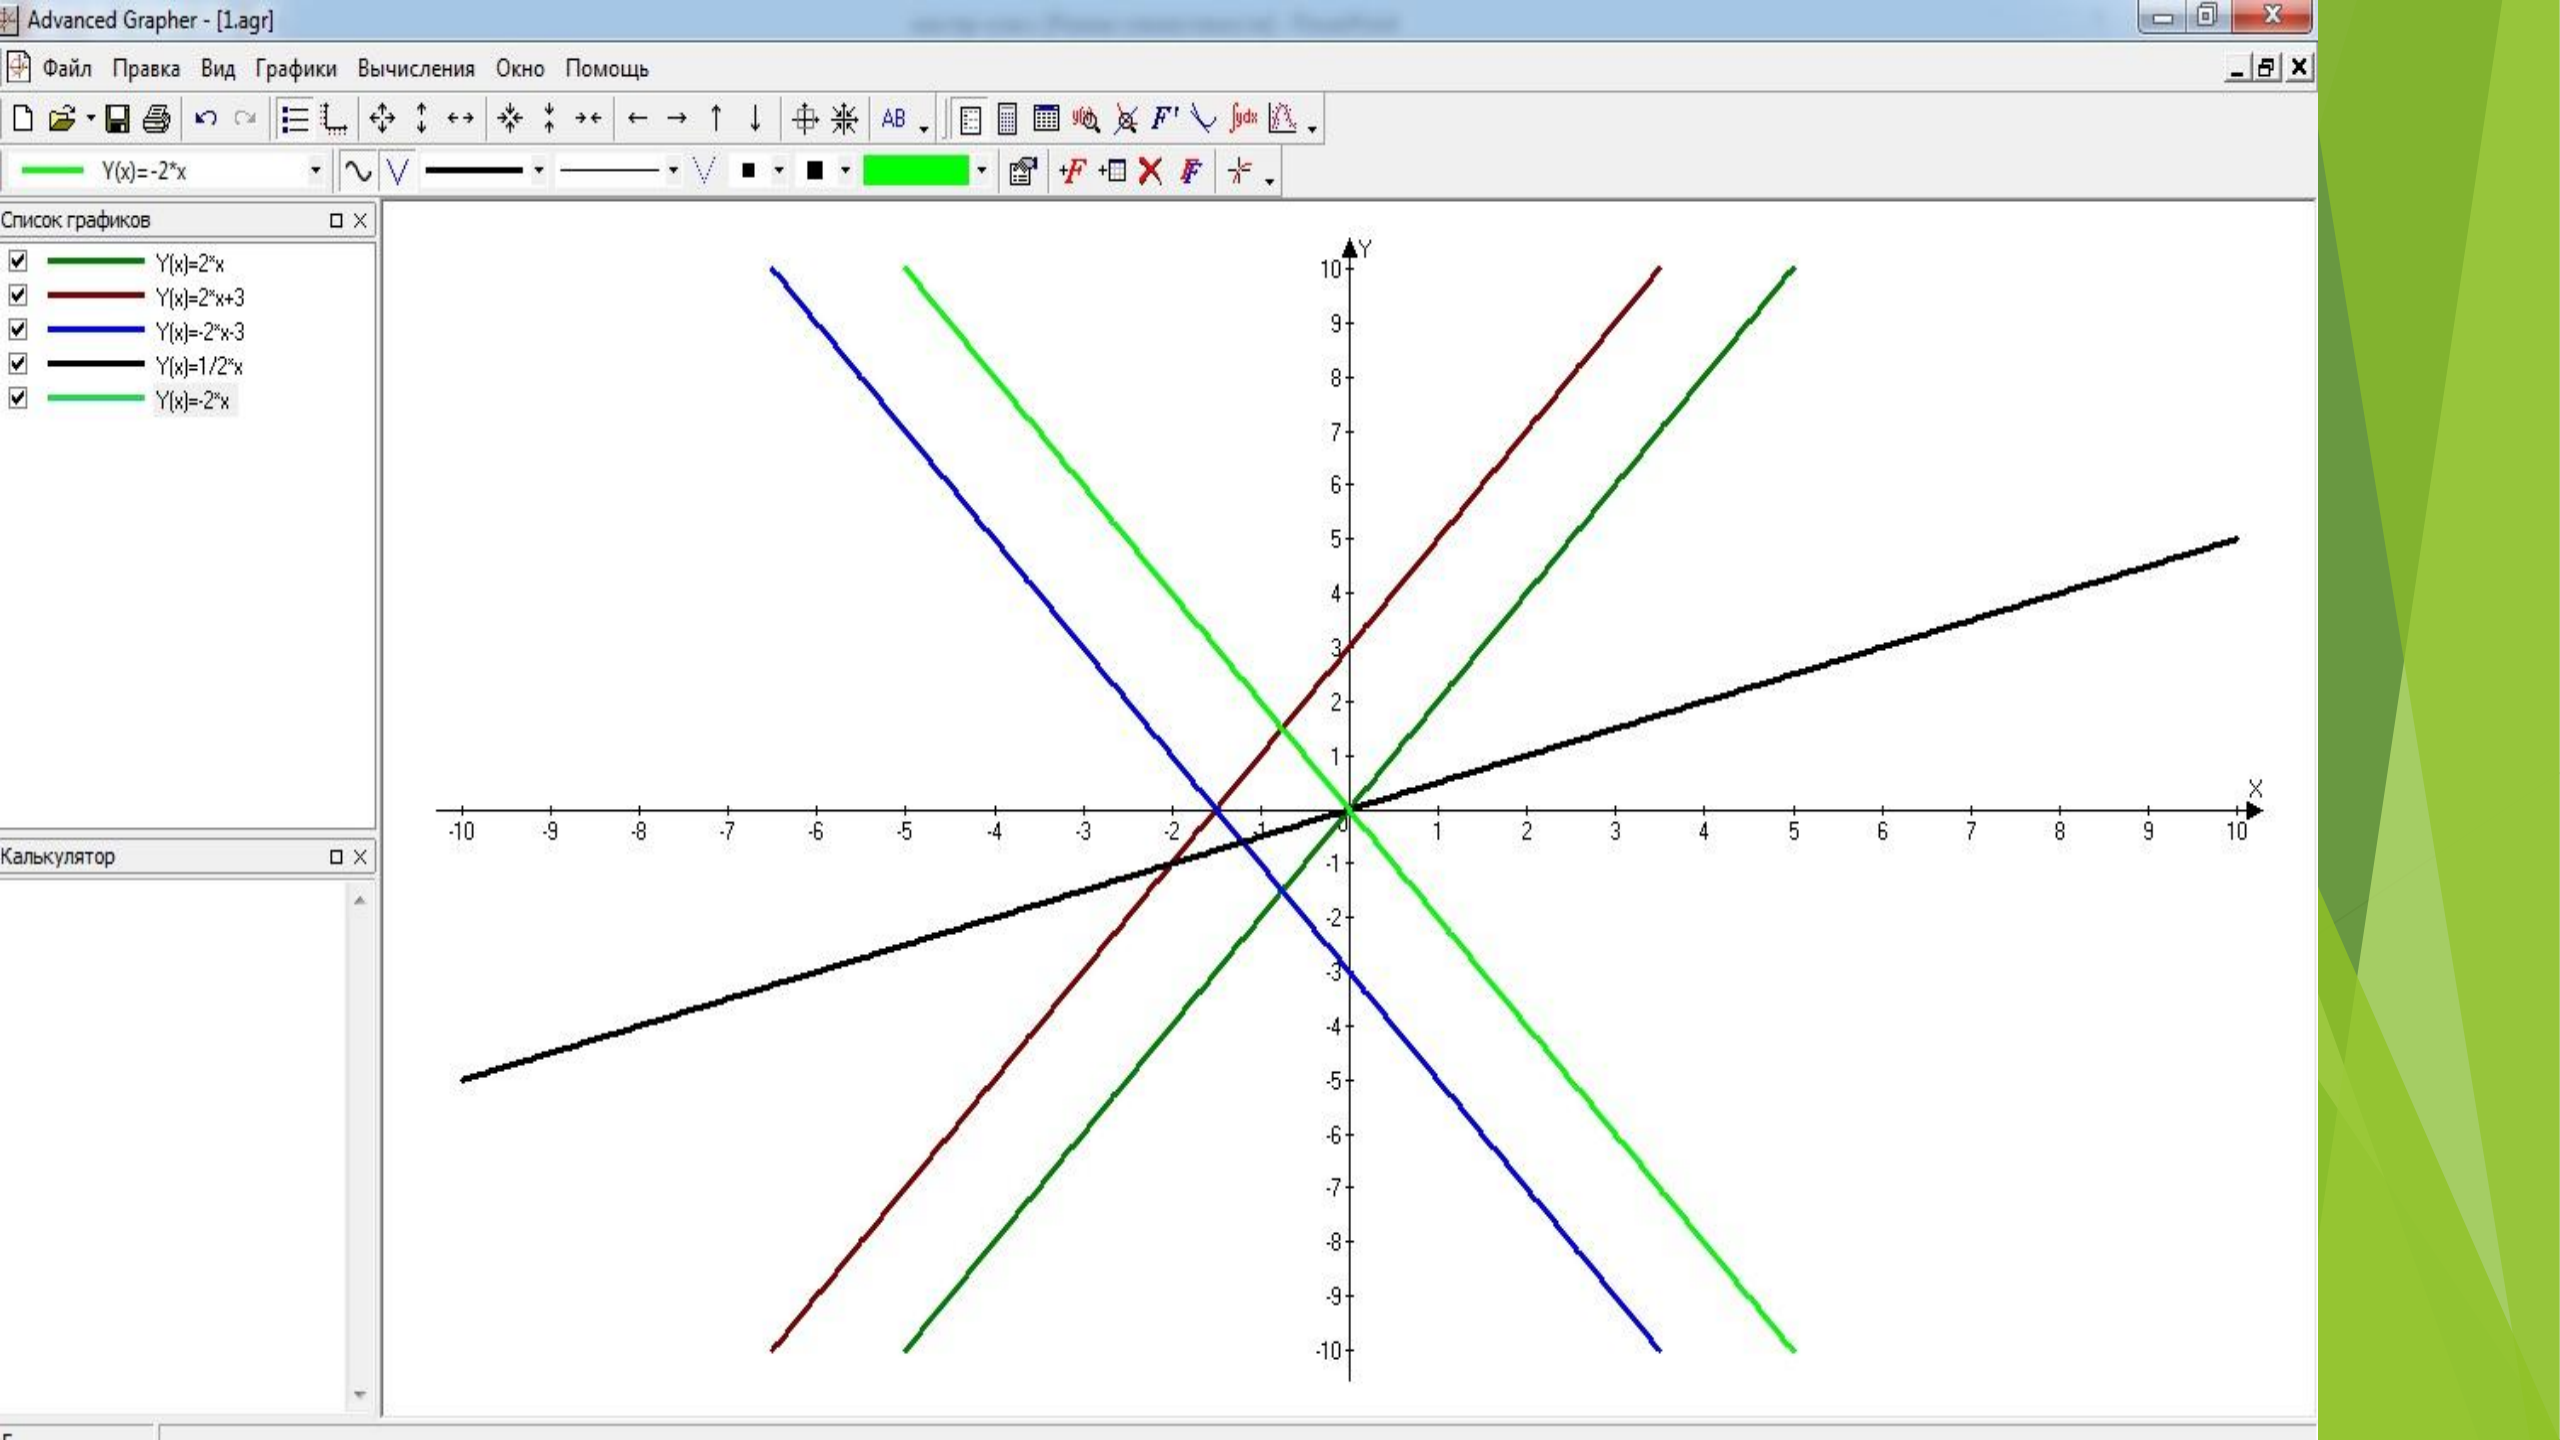 Advanced Grapher - [1.agr]
Файл Правка Вид Графики Вычисления Окно Помощь
AB F' ∫ydx
Y(x)=-2*x +F F
Список графиков
Y(x)=2*x
Y(x)=2*x+3
Y(x)=-2*x-3
Y(x)=1/2*x
Y(x)=-2*x
Калькулятор
Y
10
9
8
7
6
5
4
3
2
1
X
-10 -9 -8 -7 -6 -5 -4 -3 -2 -1 0 1 2 3 4 5 6 7 8 9 10
-1
-2
-3
-4
-5
-6
-7
-8
-9
-10